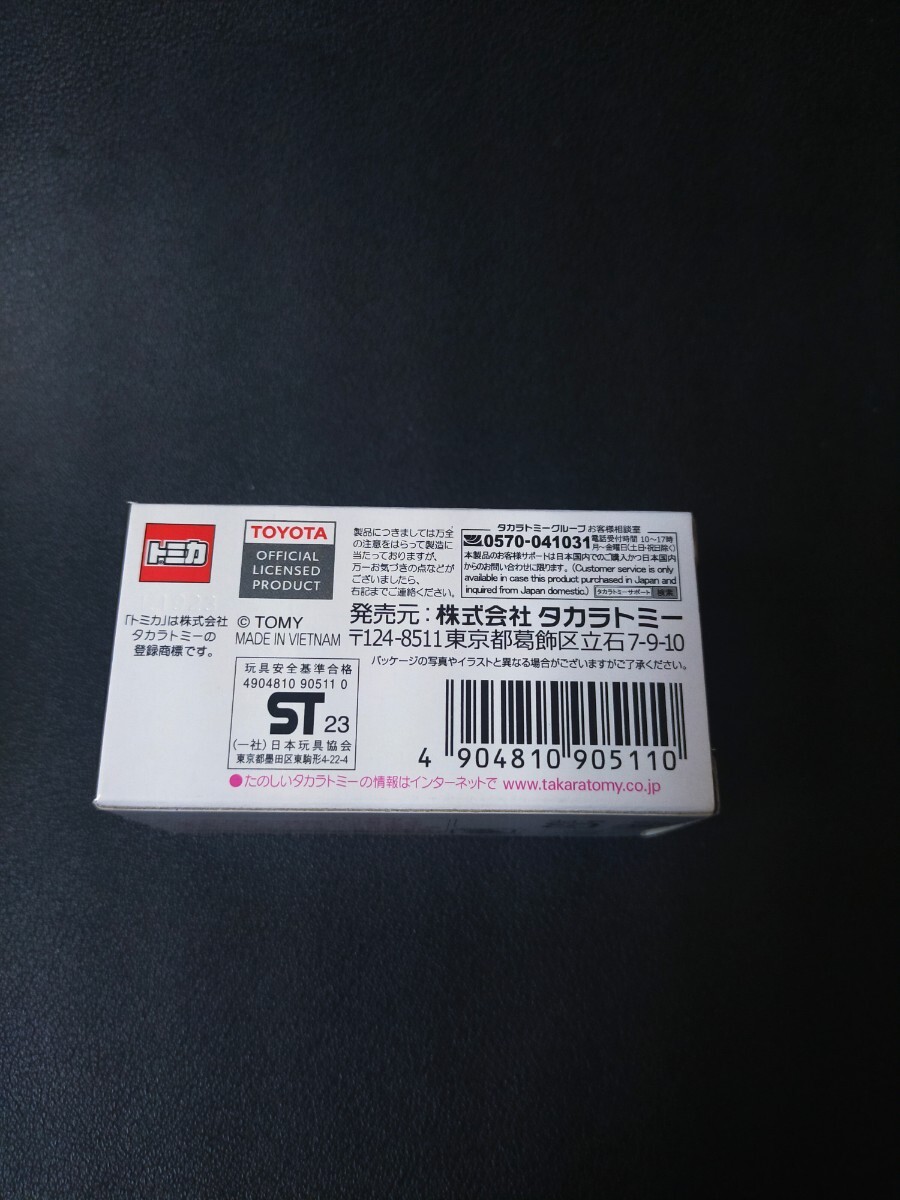 トミカ
「トミカ」は株式会社
タカラトミーの
登録商標です。
TOYOTA
OFFICIAL
LICENSED
PRODUCT
© TOMY
MADE IN VIETNAM
製品につきましては万全
の注意をはらって製造に
当たっておりますが、
万一お気づきの点などが
ございましたら、
右記までご連絡ください。
タカラトミーグループ お客様相談室
0570-041031 電話受付時間 10〜17時
月〜金曜日(土・日・祝日除く)
本製品のお客様サポートは日本国内でのご購入かつ日本国内
からのお問い合わせに限ります。(Customer service is only
available in case this product purchased in Japan and
inquired from Japan domestic.) タカラトミーサポート 検索
発売元:株式会社 タカラトミー
〒124-8511 東京都葛飾区立石7-9-10
パッケージの写真やイラストと異なる場合がございますがご了承ください。
玩具安全基準合格
4904810 90511 0
ST 23
(一社)日本玩具協会
東京都墨田区東駒形4-22-4
4 904810 905110
●たのしいタカラトミーの情報はインターネットで www.takaratomy.co.jp